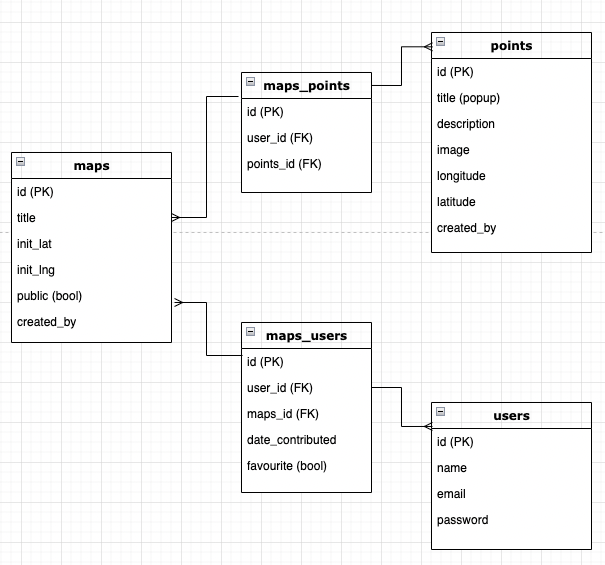 maps
id (PK)
title
init_lat
init_lng
public (bool)
created_by
maps_points
id (PK)
user_id (FK)
points_id (FK)
points
id (PK)
title (popup)
description
image
longitude
latitude
created_by
maps_users
id (PK)
user_id (FK)
maps_id (FK)
date_contributed
favourite (bool)
users
id (PK)
name
email
password